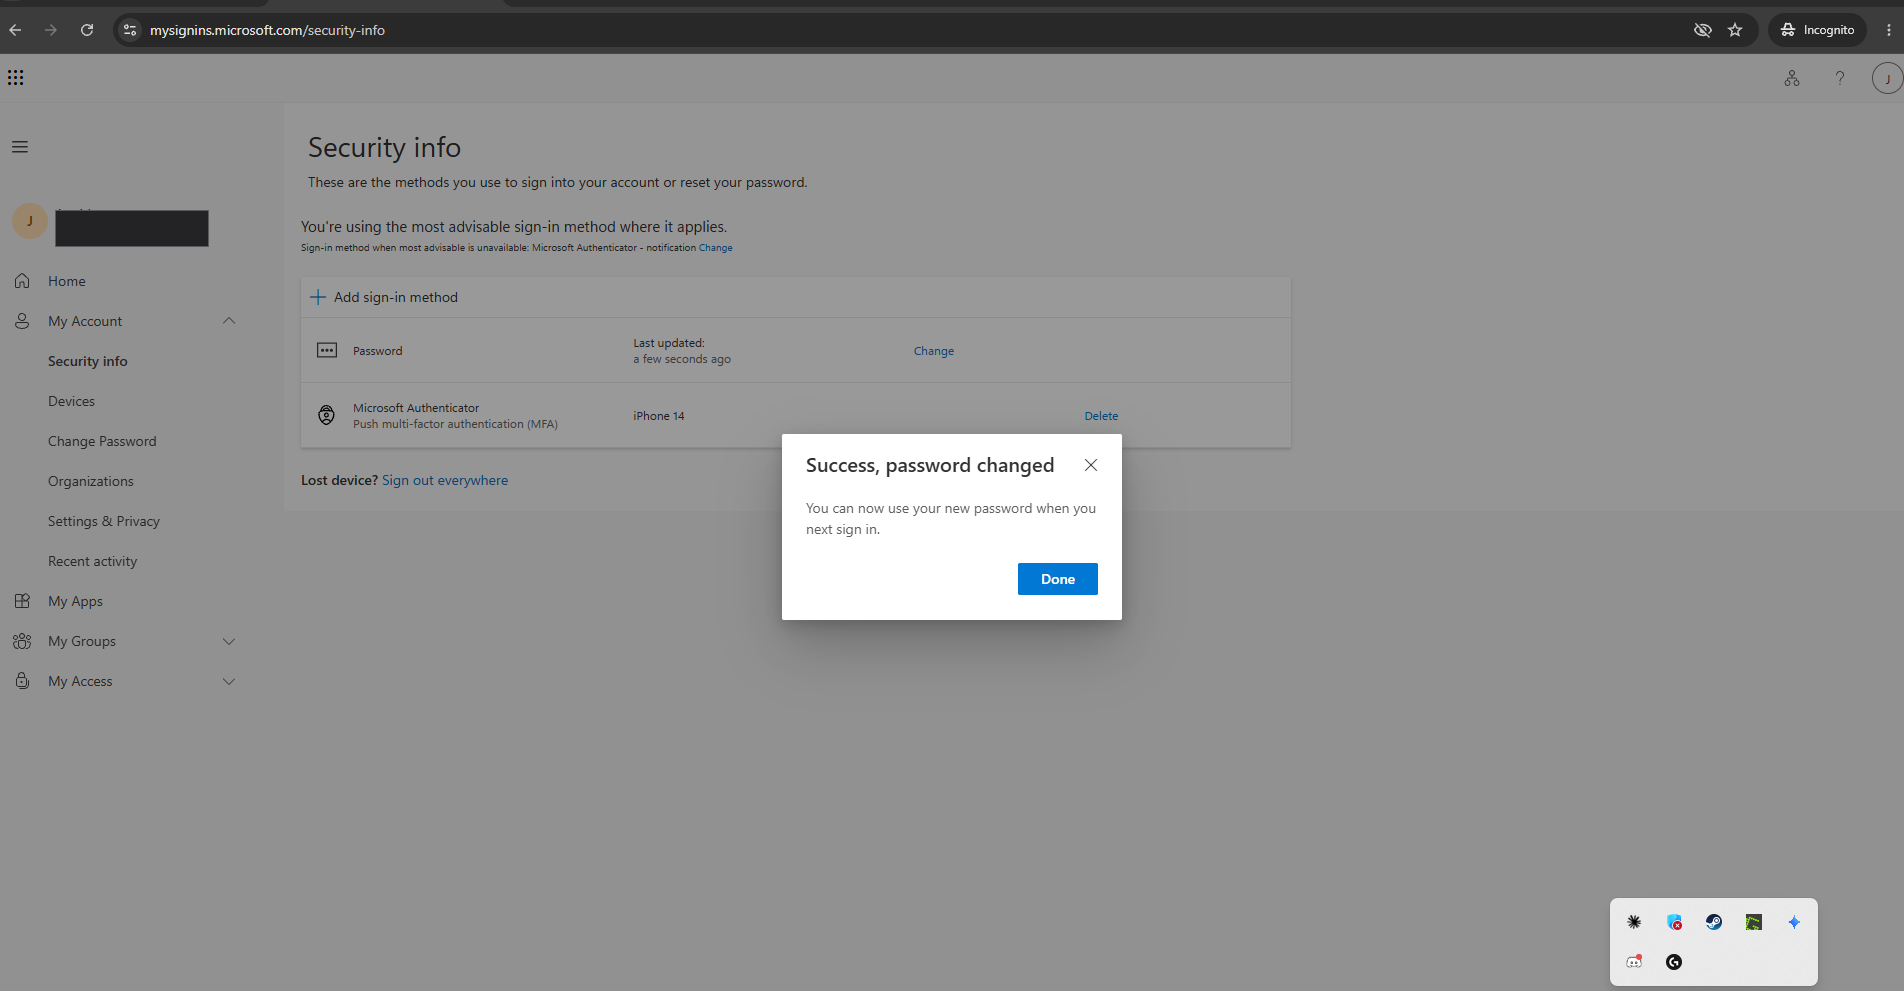 mysignins.microsoft.com/security-info
Incognito
?
J
Security info
These are the methods you use to sign into your account or reset your password.
J
You're using the most advisable sign-in method where it applies.
Sign-in method when most advisable is unavailable: Microsoft Authenticator - notification Change
Home
Add sign-in method
My Account
Password
Last updated:
a few seconds ago
Change
Security info
Devices
Microsoft Authenticator
Push multi-factor authentication (MFA)
iPhone 14
Delete
Change Password
Organizations
Lost device? Sign out everywhere
Settings & Privacy
Recent activity
My Apps
My Groups
My Access
Success, password changed
You can now use your new password when you
next sign in.
Done